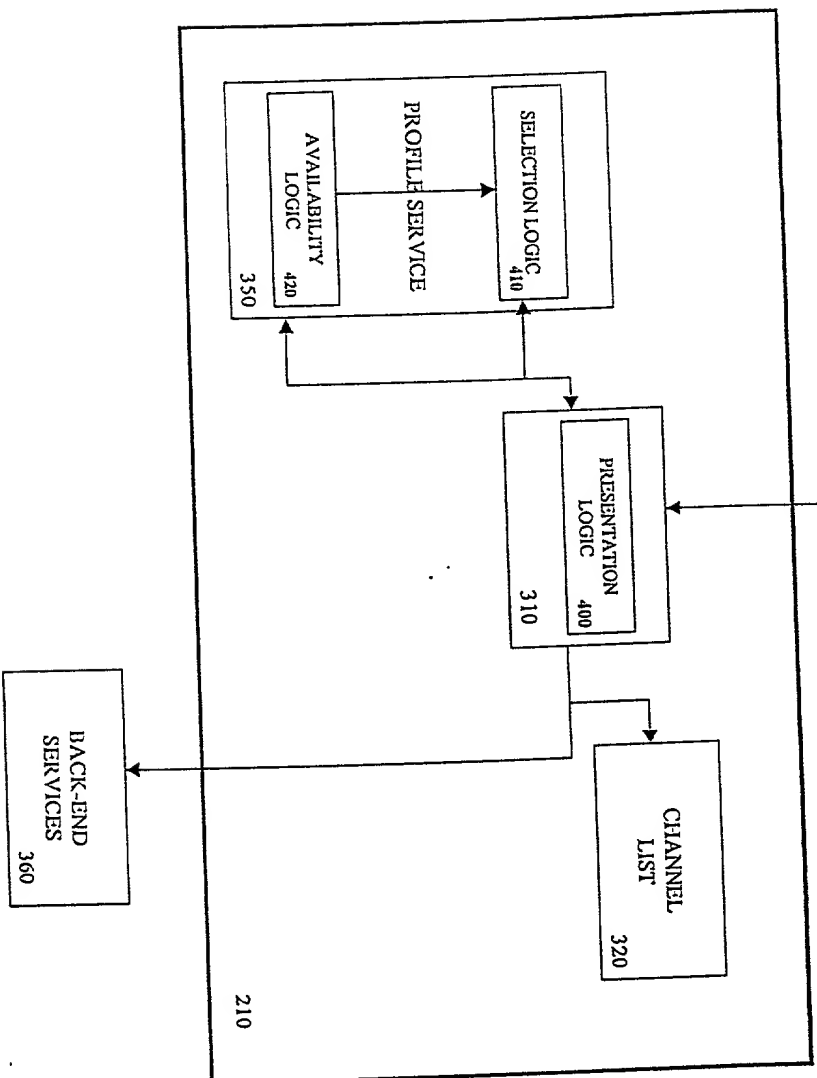 SELECTION LOGIC
410
PROFILE SERVICE
AVAILABILITY
LOGIC
420
350
PRESENTATION
LOGIC
400
310
CHANNEL
LIST
320
BACK-END
SERVICES
360
210